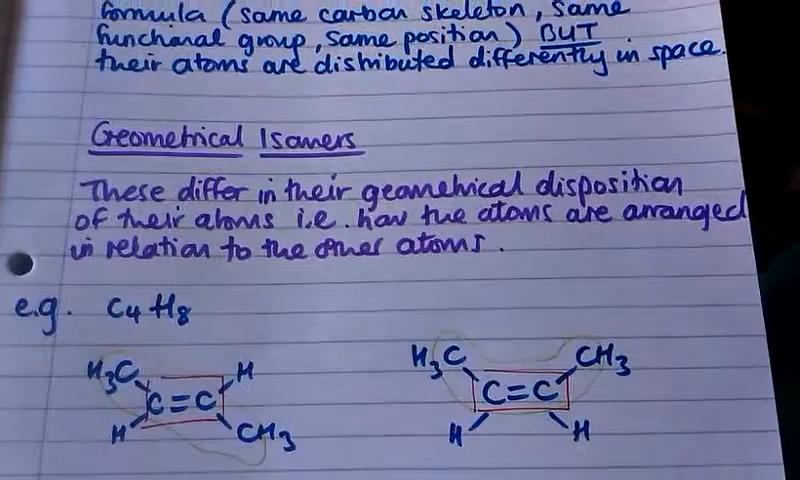 formula (same carbon skeleton, same
functional group, same position) BUT
their atoms are distributed differently in space.
Geometrical Isomers
These differ in their geometrical disposition
of their atoms i.e. how the atoms are arranged
in relation to the other atoms.
e.g. C4H8
H3C H H3C CH3
C=C C=C
H CH3 H H